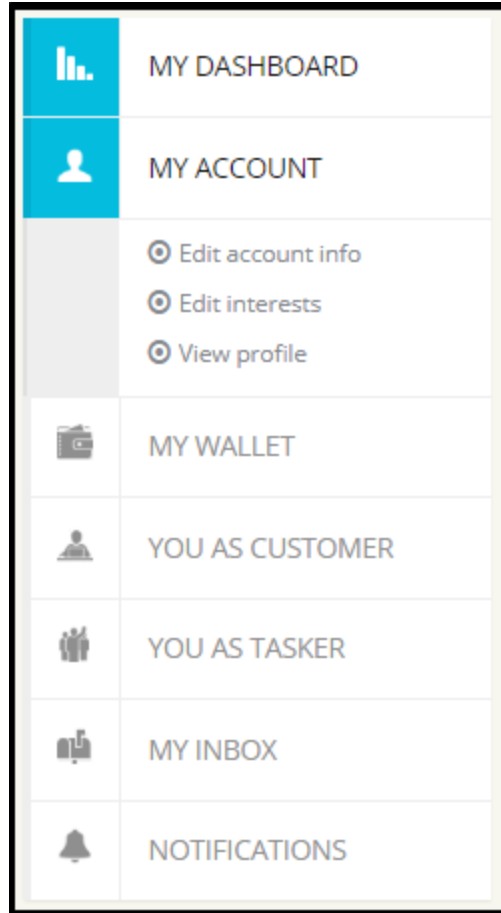 MY DASHBOARD
MY ACCOUNT
Edit account info
Edit interests
View profile
MY WALLET
YOU AS CUSTOMER
YOU AS TASKER
MY INBOX
NOTIFICATIONS